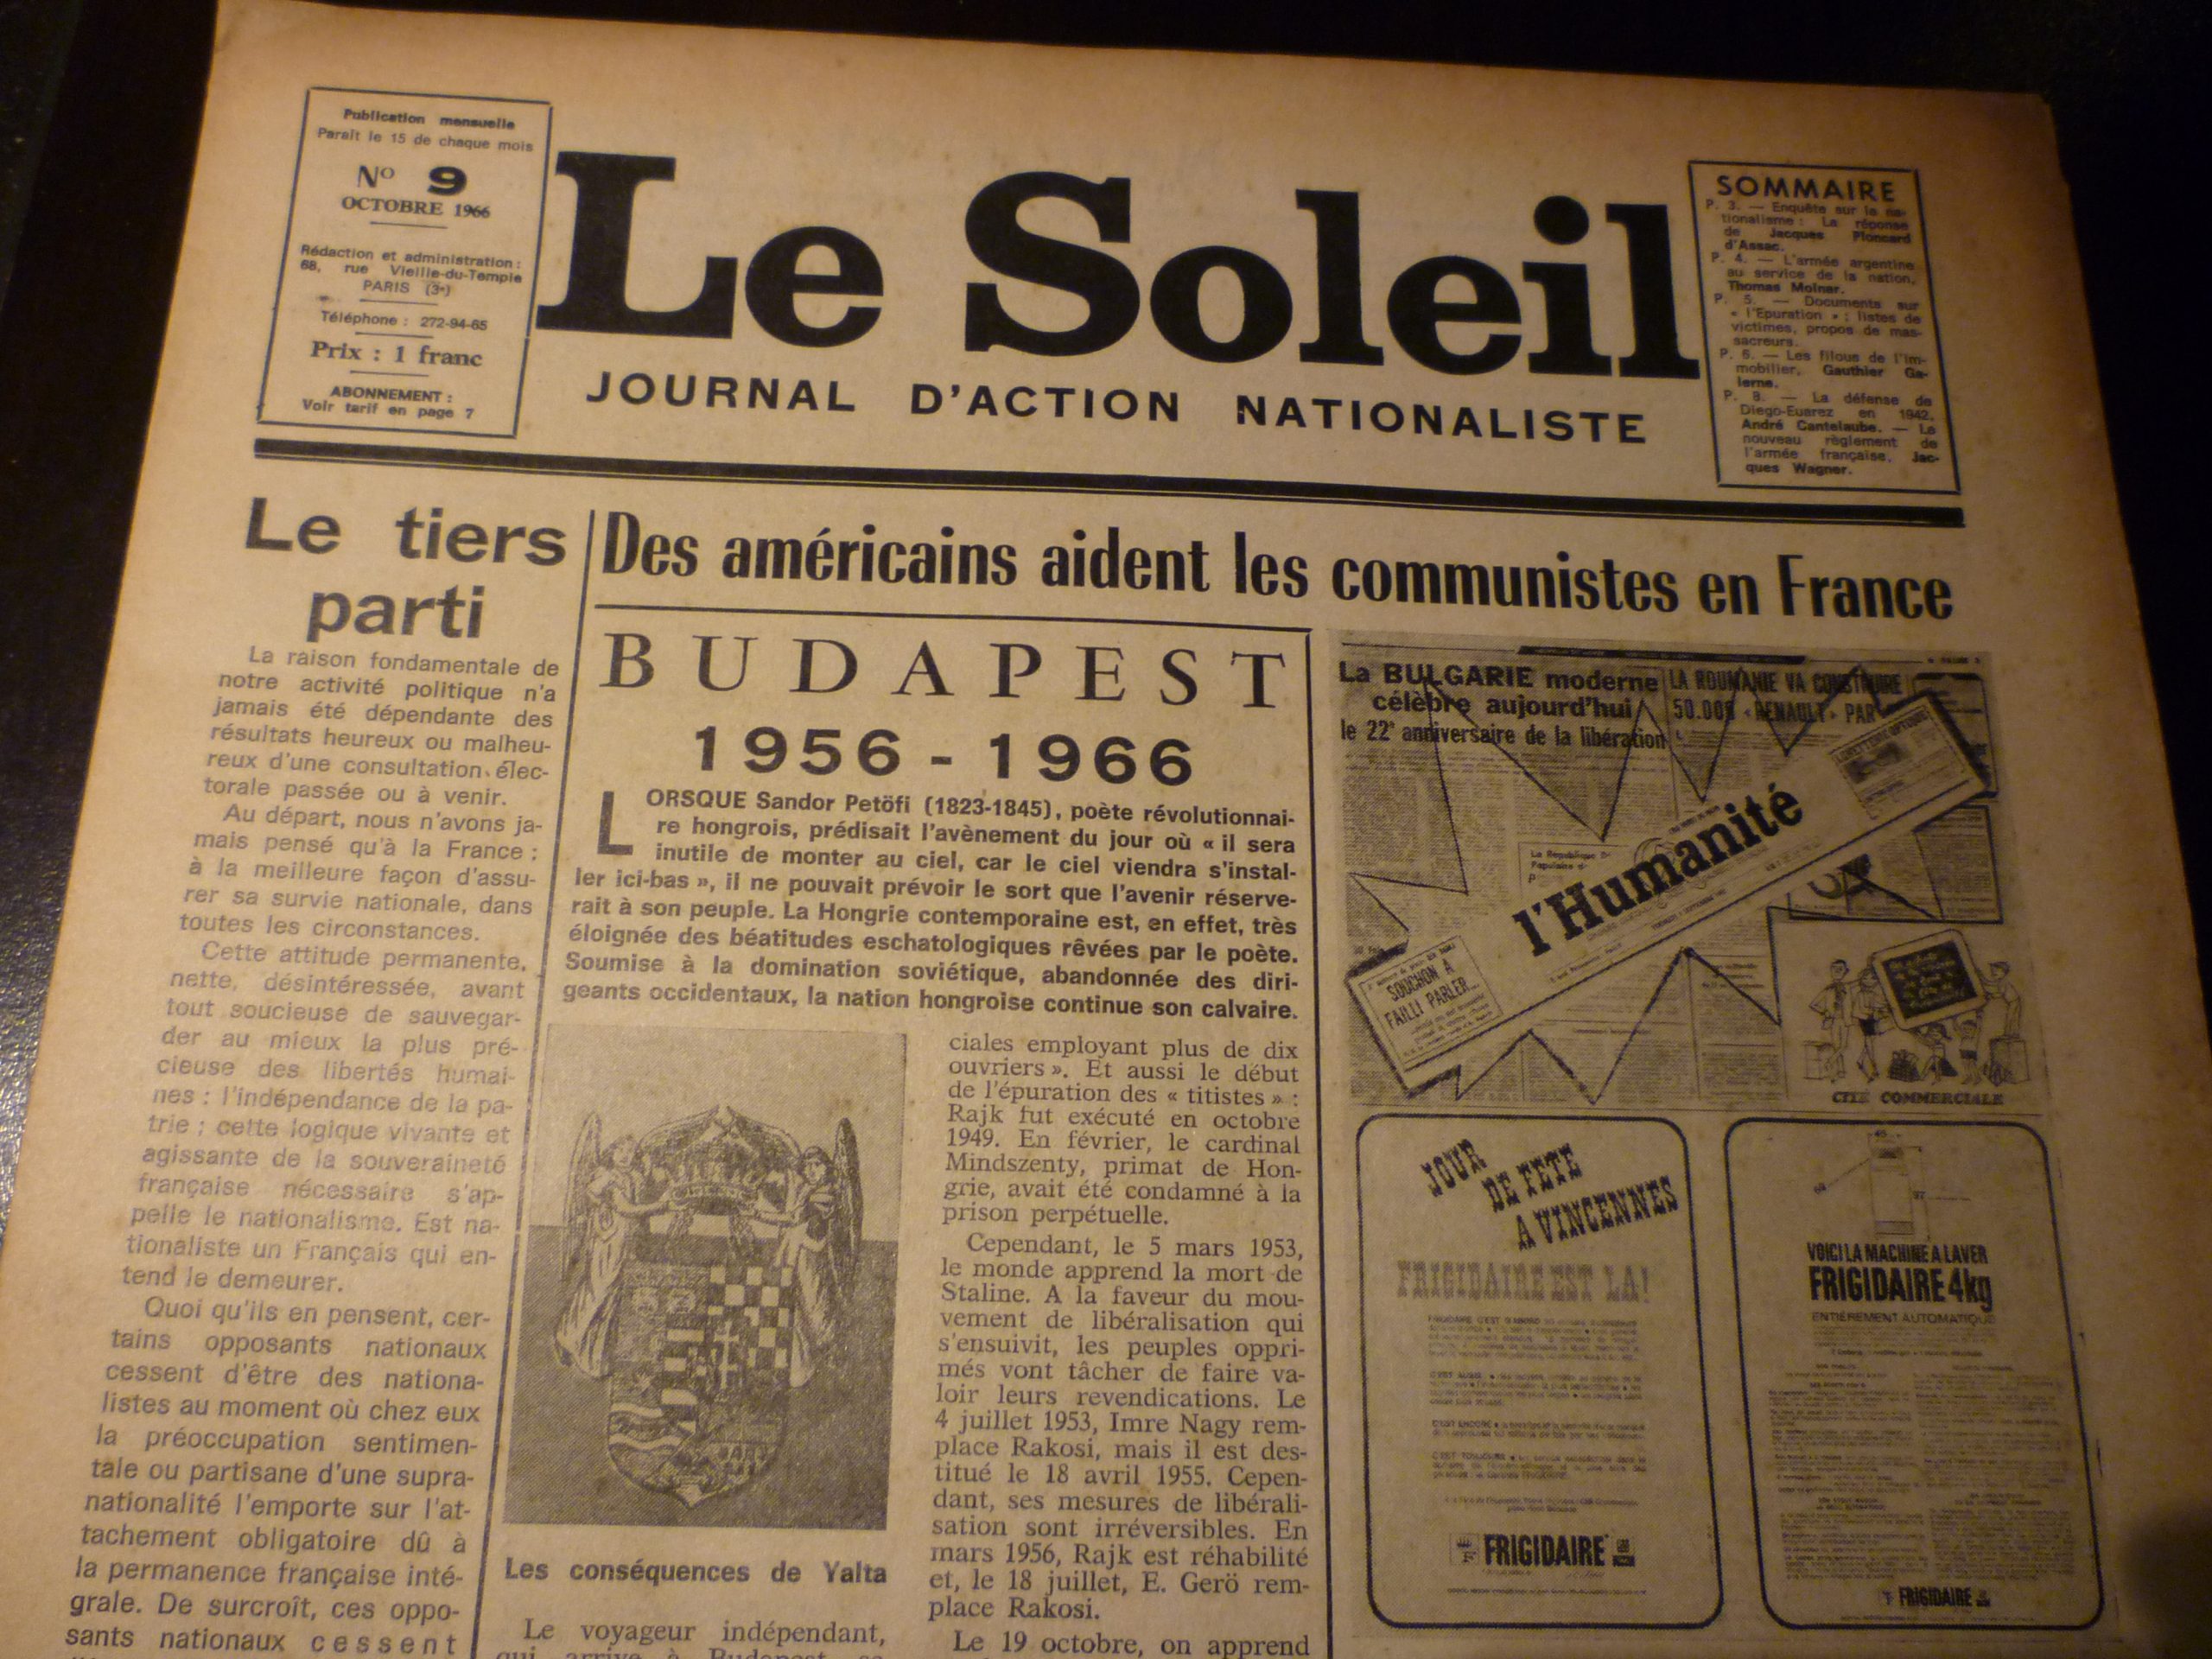 Publication mensuelle
Paraît le 15 de chaque mois
No 9
OCTOBRE 1966
Rédaction et administration :
68, rue Vieille-du-Temple
PARIS (3e)
Téléphone : 272-94-65
Prix : 1 franc
ABONNEMENT :
Voir tarif en page 7
Le Soleil
JOURNAL D'ACTION NATIONALISTE
SOMMAIRE
P. 3. — Enquête sur le na-
tionalisme : La réponse
de Jacques Ploncard
d'Assac.
P. 4. — L'armée argentine
au service de la nation,
Thomas Molnar.
P. 5. — Documents sur
« l'Epuration » : listes de
victimes, propos de mas-
sacreurs.
P. 6. — Les filous de l'im-
mobilier, Gauthier Ga-
lerne.
P. 8. — La défense de
Diego-Euarez en 1942,
André Cantelaube. — Le
nouveau règlement de
l'armée française, Jac-
ques Wagner.
Le tiers
parti
La raison fondamentale de
notre activité politique n'a
jamais été dépendante des
résultats heureux ou malheu-
reux d'une consultation élec-
torale passée ou à venir.
Au départ, nous n'avons ja-
mais pensé qu'à la France ;
à la meilleure façon d'assu-
rer sa survie nationale, dans
toutes les circonstances.
Cette attitude permanente,
nette, désintéressée, avant
tout soucieuse de sauvegar-
der au mieux la plus pré-
cieuse des libertés humai-
nes : l'indépendance de la pa-
trie ; cette logique vivante et
agissante de la souveraineté
française nécessaire s'ap-
pelle le nationalisme. Est na-
tionaliste un Français qui en-
tend le demeurer.
Quoi qu'ils en pensent, cer-
tains opposants nationaux
cessent d'être des nationa-
listes au moment où chez eux
la préoccupation sentimen-
tale ou partisane d'une supra-
nationalité l'emporte sur l'at-
tachement obligatoire dû à
la permanence française inté-
grale. De surcroît, ces oppo-
sants nationaux cessent
Des américains aident les communistes en France
BUDAPEST
1956 - 1966
LORSQUE Sandor Petöfi (1823-1845), poète révolutionnai-
re hongrois, prédisait l'avènement du jour où « il sera
inutile de monter au ciel, car le ciel viendra s'instal-
ler ici-bas », il ne pouvait prévoir le sort que l'avenir réserve-
rait à son peuple. La Hongrie contemporaine est, en effet, très
éloignée des béatitudes eschatologiques rêvées par le poète.
Soumise à la domination soviétique, abandonnée des diri-
geants occidentaux, la nation hongroise continue son calvaire.
Les conséquences de Yalta
Le voyageur indépendant,
qui arrive à Budapest, se
ciales employant plus de dix
ouvriers ». Et aussi le début
de l'épuration des « titistes » :
Rajk fut exécuté en octobre
1949. En février, le cardinal
Mindszenty, primat de Hon-
grie, avait été condamné à la
prison perpétuelle.
Cependant, le 5 mars 1953,
le monde apprend la mort de
Staline. A la faveur du mou-
vement de libéralisation qui
s'ensuivit, les peuples oppri-
més vont tâcher de faire va-
loir leurs revendications. Le
4 juillet 1953, Imre Nagy rem-
place Rakosi, mais il est des-
titué le 18 avril 1955. Cepen-
dant, ses mesures de libérali-
sation sont irréversibles. En
mars 1956, Rajk est réhabilité
et, le 18 juillet, E. Gerö rem-
place Rakosi.
Le 19 octobre, on apprend
La BULGARIE moderne
célèbre aujourd'hui
le 22e anniversaire de la libération
LA ROUMANIE VA CONSTRUIRE
50.000 « RENAULT » PAR
l'Humanité
SOUCHON A
FAILLI PARLER...
CITE COMMERCIALE
JOUR
DE FETE
A VINCENNES
FRIGIDAIRE EST LA!
FRIGIDAIRE
VOICI LA MACHINE A LAVER
FRIGIDAIRE 4kg
ENTIEREMENT AUTOMATIQUE
FRIGIDAIRE